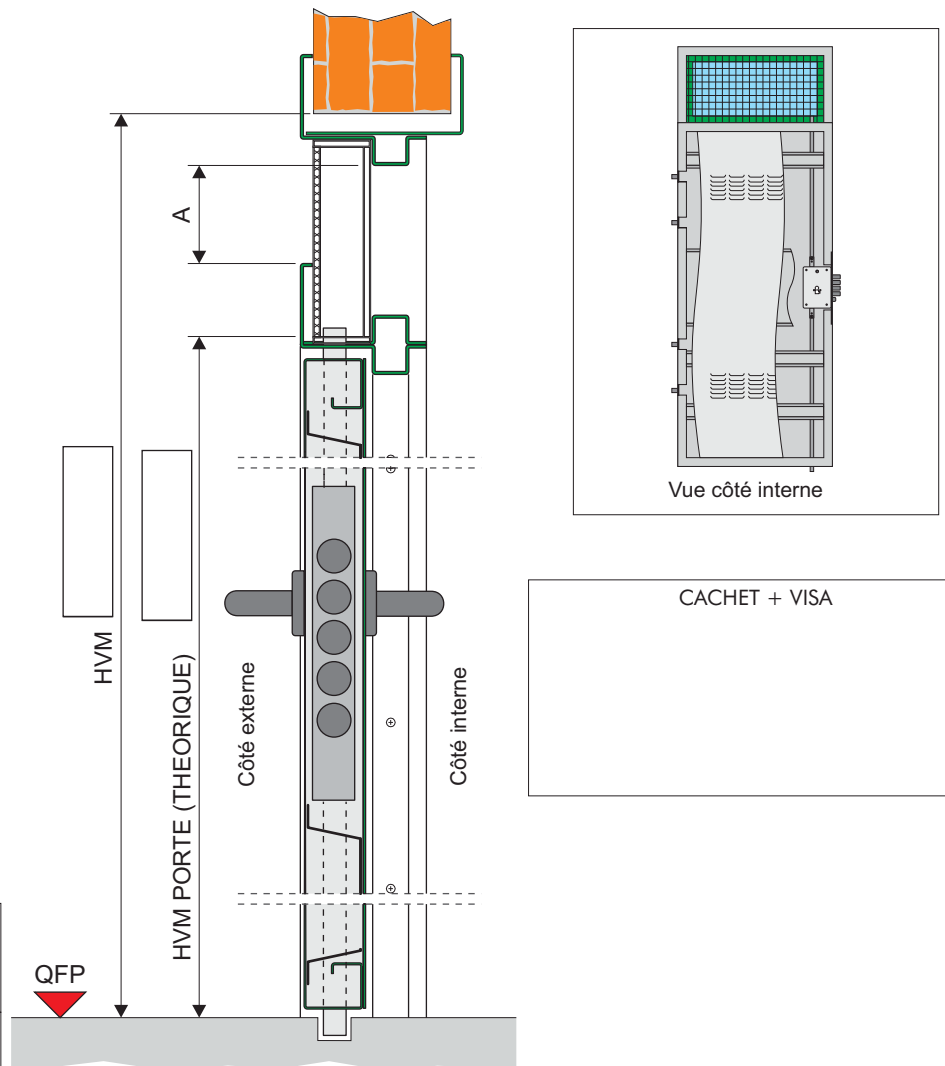 A
HVM
HVM PORTE (THEORIQUE)
Côté externe
Côté interne
QFP
Vue côté interne
CACHET + VISA